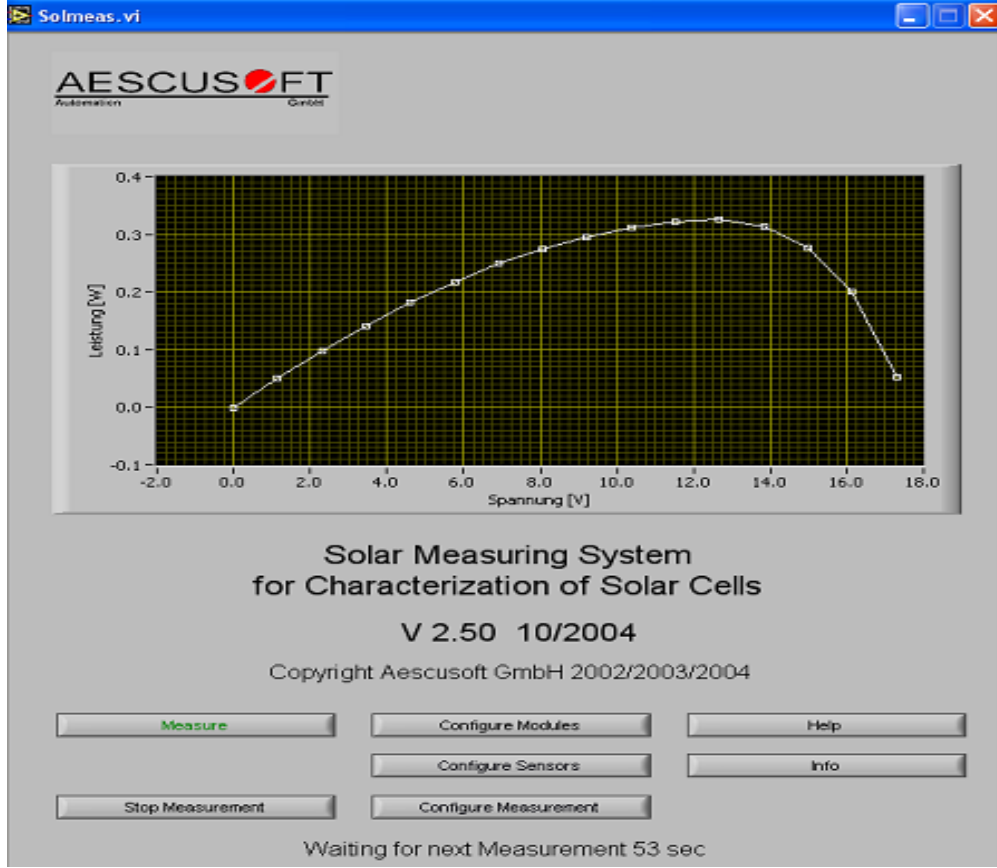 Solmeas.vi
AESCUSOFT
Automation GmbH
0.4
0.3
0.2
0.1
0.0
-0.1
Leistung [W]
-2.0 0.0 2.0 4.0 6.0 8.0 10.0 12.0 14.0 16.0 18.0
Spannung [V]
Solar Measuring System
for Characterization of Solar Cells
V 2.50 10/2004
Copyright Aescusoft GmbH 2002/2003/2004
Measure Configure Modules Help
Configure Sensors Info
Stop Measurement Configure Measurement
Waiting for next Measurement 53 sec